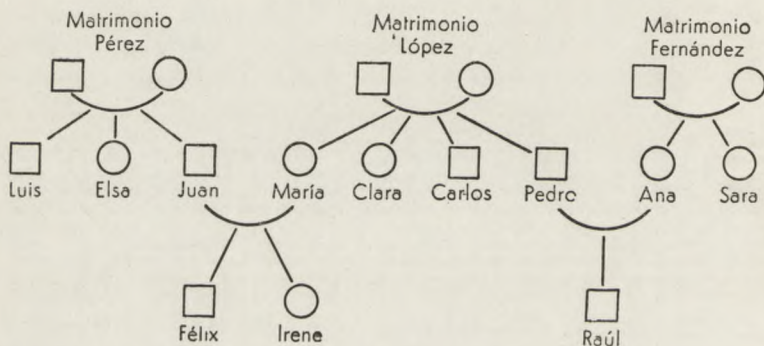 Matrimonio
Pérez
Matrimonio
López
Matrimonio
Fernández
Luis
Elsa
Juan
María
Clara
Carlos
Pedro
Ana
Sara
Félix
Irene
Raúl